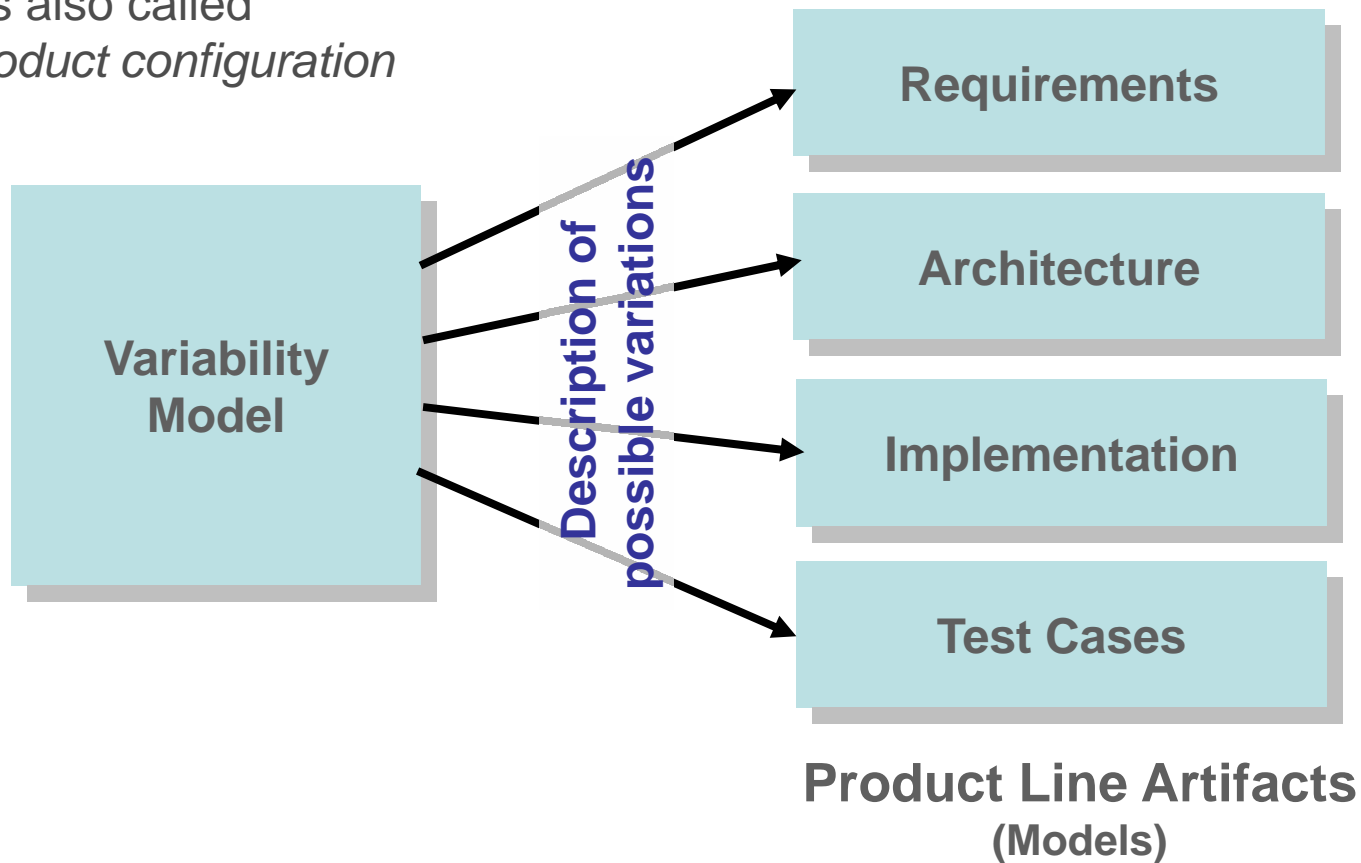 s also called
oduct configuration
Requirements
Architecture
Variability
Model
Description of
possible variations
Implementation
Test Cases
Product Line Artifacts
(Models)